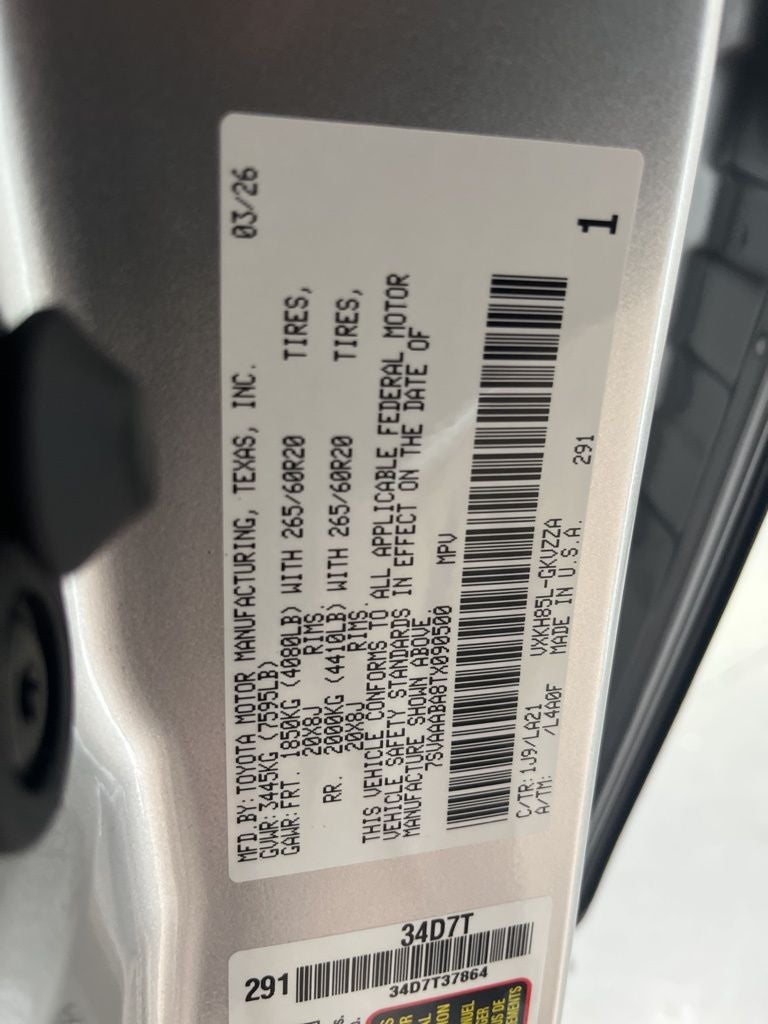 MFD.BY:TOYOTA MOTOR MANUFACTURING, TEXAS, INC. 03/26
GVWR:3445KG (7595LB)
GAWR:FRT. 1850KG (4080LB) WITH 265/60R20 TIRES,
20X8J RIMS,
RR. 2000KG (4410LB) WITH 265/60R20 TIRES,
20X8J RIMS.
THIS VEHICLE CONFORMS TO ALL APPLICABLE FEDERAL MOTOR
VEHICLE SAFETY STANDARDS IN EFFECT ON THE DATE OF
MANUFACTURE SHOWN ABOVE.
7SVAAABA8TX090500 MPV
1
C/TR:1J9/LA21 VXKH85L-GKVZZA 291
A/TM: /L4A0F MADE IN U.S.A.
34D7T
291
34D7T37864